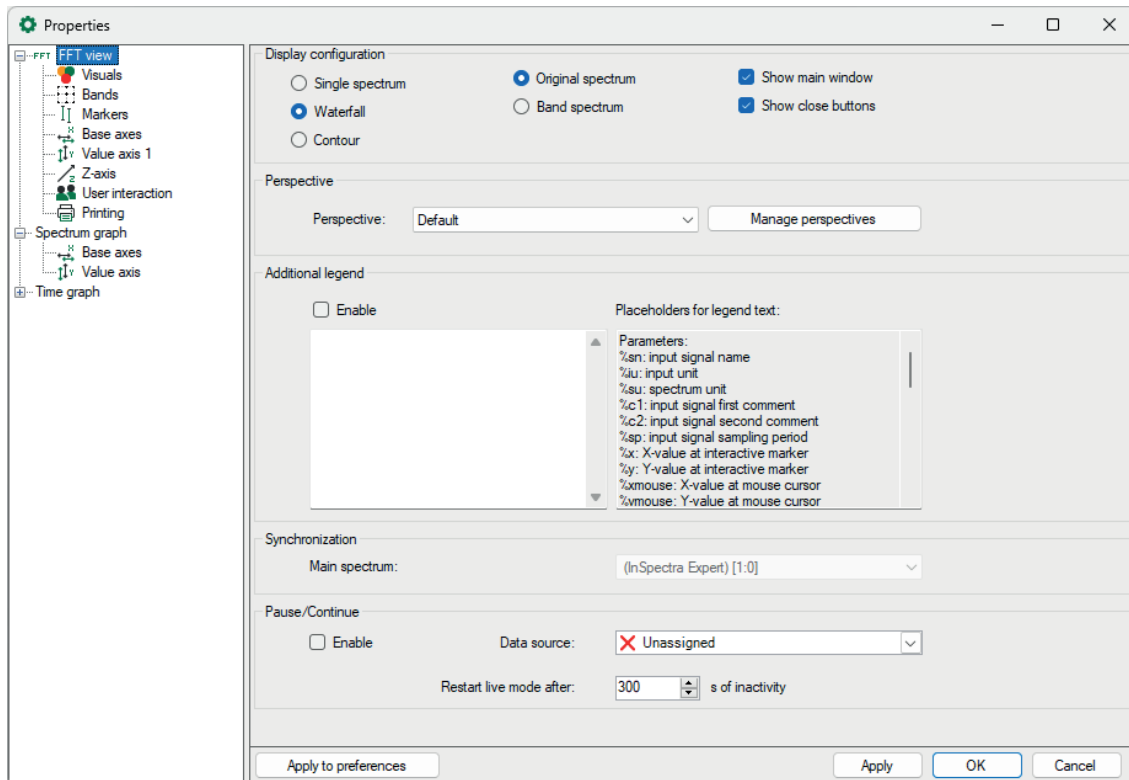 Properties
FFT FFT view
Visuals
Bands
Markers
Base axes
Value axis 1
Z-axis
User interaction
Printing
Spectrum graph
Base axes
Value axis
Time graph
Display configuration
Single spectrum
Waterfall
Contour
Original spectrum
Band spectrum
Show main window
Show close buttons
Perspective
Perspective: Default Manage perspectives
Additional legend
Enable
Placeholders for legend text:
Parameters:
%sn: input signal name
%iu: input unit
%su: spectrum unit
%c1: input signal first comment
%c2: input signal second comment
%sp: input signal sampling period
%x: X-value at interactive marker
%y: Y-value at interactive marker
%xmouse: X-value at mouse cursor
%ymouse: Y-value at mouse cursor
Synchronization
Main spectrum: (InSpectra Expert) [1:0]
Pause/Continue
Enable Data source: Unassigned
Restart live mode after: 300 s of inactivity
Apply to preferences Apply OK Cancel